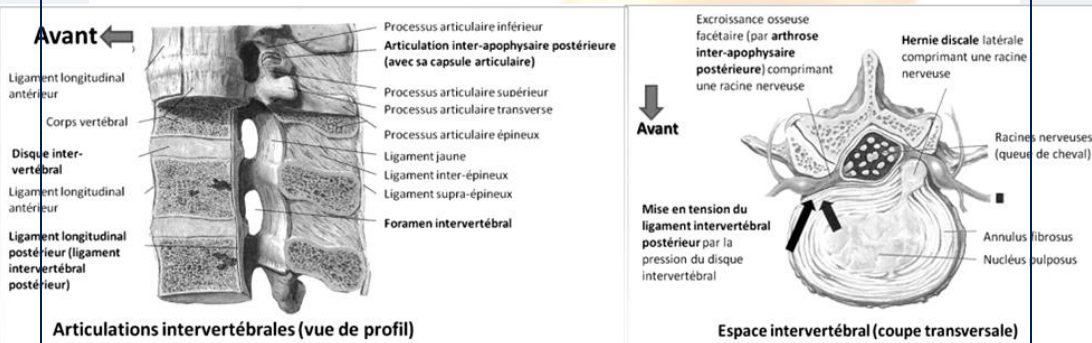 Avant
Ligament longitudinal
antérieur
Corps vertébral
Disque inter-
vertébral
Ligament longitudinal
antérieur
Ligament longitudinal
postérieur (ligament
intervertébral
postérieur)
Processus articulaire inférieur
Articulation inter-apophysaire postérieure
(avec sa capsule articulaire)
Processus articulaire supérieur
Processus articulaire transverse
Processus articulaire épineux
Ligament jaune
Ligament inter-épineux
Ligament supra-épineux
Foramen intervertébral
Articulations intervertébrales (vue de profil)
Excroissance osseuse
facétaire (par arthrose
inter-apophysaire
postérieure) comprimant
une racine nerveuse
Hernie discale latérale
comprimant une racine
nerveuse
Avant
Racines nerveuses
(queue de cheval)
Mise en tension du
ligament intervertébral
postérieur par la
pression du disque
intervertébral
Annulus fibrosus
Nucléus pulposus
Espace intervertébral (coupe transversale)